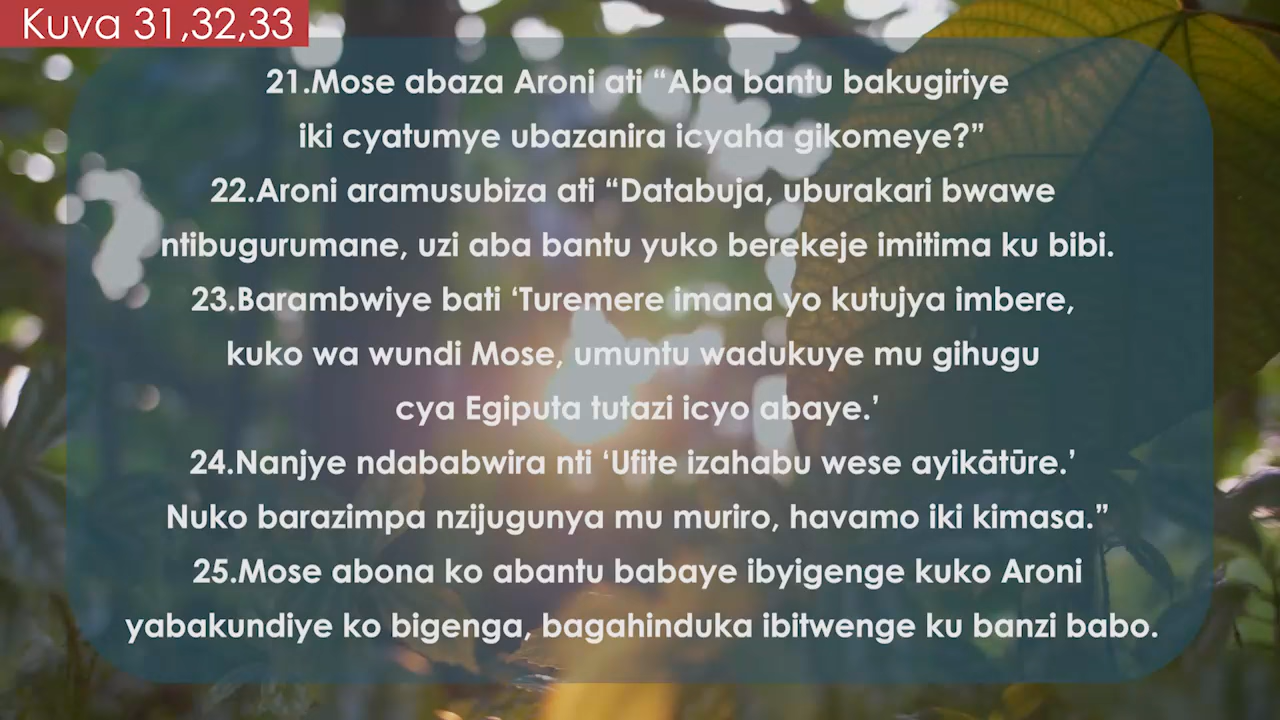 Kuva 31,32,33
21.Mose abaza Aroni ati “Aba bantu bakugiriye
iki cyatumye ubazanira icyaha gikomeye?”
22.Aroni aramusubiza ati “Databuja, uburakari bwawe
ntibugurumane, uzi aba bantu yuko berekeje imitima ku bibi.
23.Barambwiye bati ‘Turemere imana yo kutujya imbere,
kuko wa wundi Mose, umuntu wadukuye mu gihugu
cya Egiputa tutazi icyo abaye.’
24.Nanjye ndababwira nti ‘Ufite izahabu wese ayikātūre.’
Nuko barazimpa nzijugunya mu muriro, havamo iki kimasa.”
25.Mose abona ko abantu babaye ibyigenge kuko Aroni
yabakundiye ko bigenga, bagahinduka ibitwenge ku banzi babo.